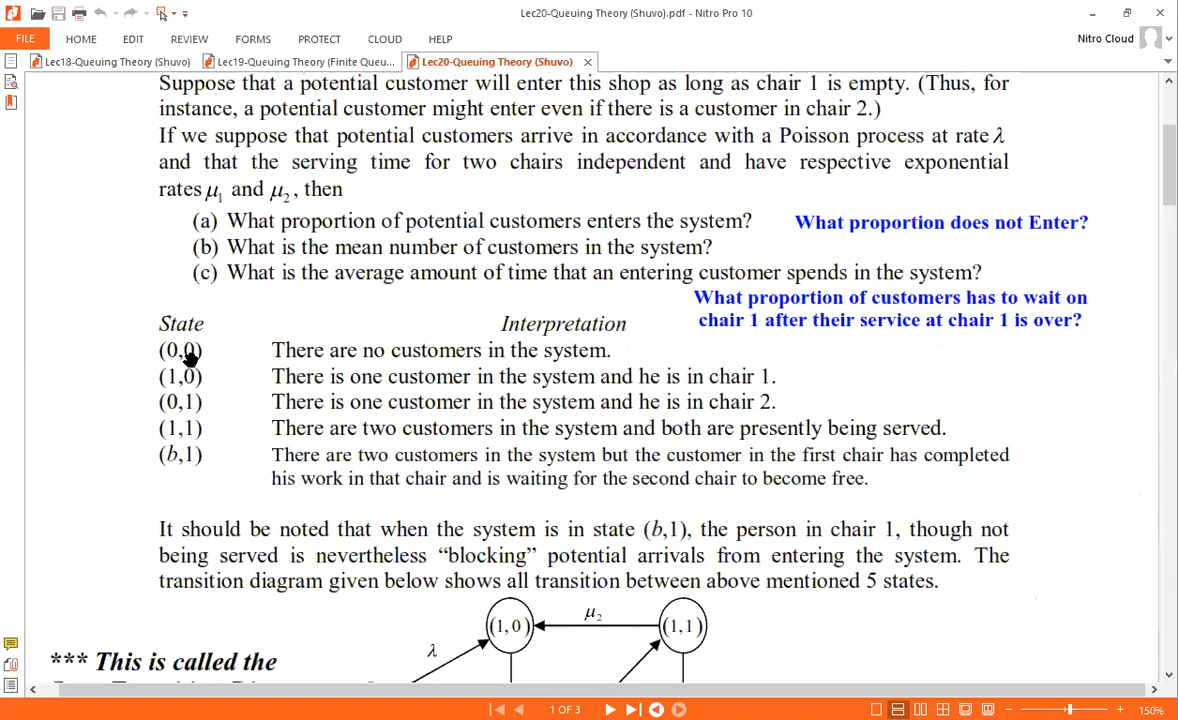 Lec20-Queuing Theory (Shuvo).pdf - Nitro Pro 10
FILE HOME EDIT REVIEW FORMS PROTECT CLOUD HELP
Nitro Cloud
Lec18-Queuing Theory (Shuvo) Lec19-Queuing Theory (Finite Queu... Lec20-Queuing Theory (Shuvo)
Suppose that a potential customer will enter this shop as long as chair 1 is empty. (Thus, for
instance, a potential customer might enter even if there is a customer in chair 2.)
If we suppose that potential customers arrive in accordance with a Poisson process at rate λ
and that the serving time for two chairs independent and have respective exponential
rates μ₁ and μ₂, then
(a) What proportion of potential customers enters the system? What proportion does not Enter?
(b) What is the mean number of customers in the system?
(c) What is the average amount of time that an entering customer spends in the system?
What proportion of customers has to wait on
chair 1 after their service at chair 1 is over?
State Interpretation
(0,0) There are no customers in the system.
(1,0) There is one customer in the system and he is in chair 1.
(0,1) There is one customer in the system and he is in chair 2.
(1,1) There are two customers in the system and both are presently being served.
(b,1) There are two customers in the system but the customer in the first chair has completed
his work in that chair and is waiting for the second chair to become free.
It should be noted that when the system is in state (b,1), the person in chair 1, though not
being served is nevertheless “blocking” potential arrivals from entering the system. The
transition diagram given below shows all transition between above mentioned 5 states.
(1,0) μ₂ (1,1)
λ
*** This is called the
1 OF 3
150%